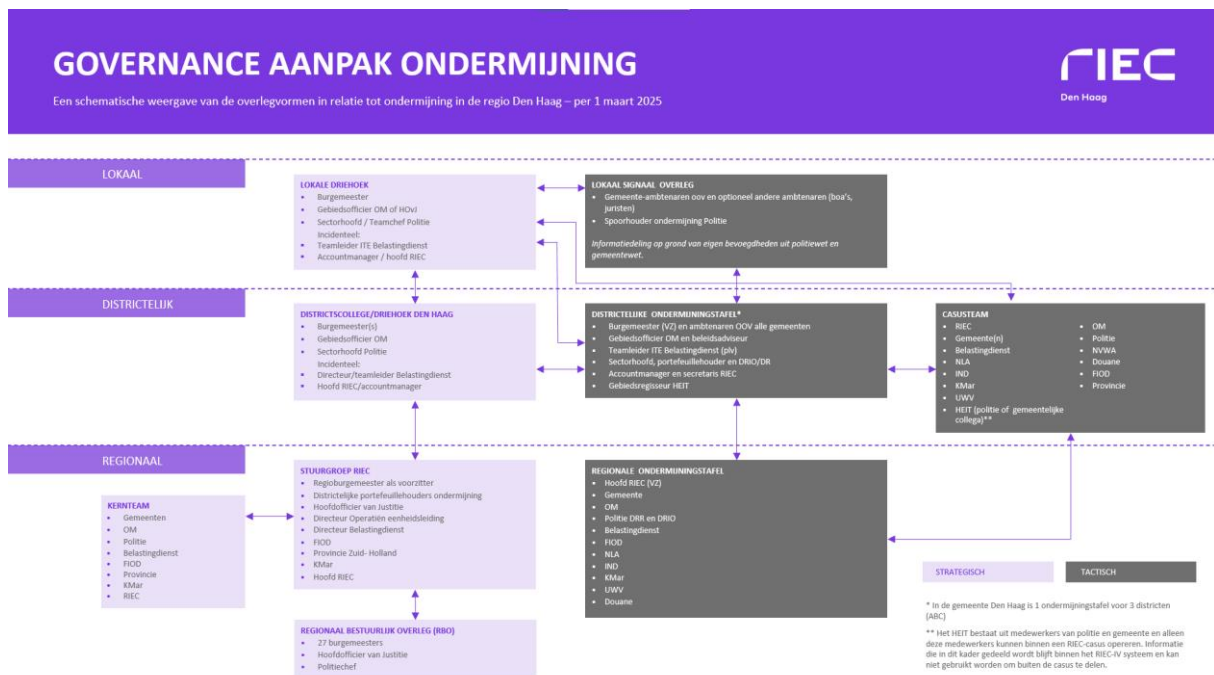 GOVERNANCE AANPAK ONDERMIJNING
Een schematische weergave van de overlegvormen in relatie tot ondermijning in de regio Den Haag – per 1 maart 2025
RIEC
Den Haag
LOKAAL
LOKALE DRIEHOEK
• Burgemeester
• Gebiedsofficier OM of HOvJ
• Sectorhoofd / Teamchef Politie
Incidenteel:
• Teamleider ITE Belastingdienst
• Accountmanager / hoofd RIEC
LOKAAL SIGNAAL OVERLEG
• Gemeente-ambtenaren oov en optioneel andere ambtenaren (boa's,
juristen)
• Spoorhouder ondermijning Politie
Informatiedeling op grond van eigen bevoegdheden uit politiewet en
gemeentewet.
DISTRICTELIJK
DISTRICTSCOLLEGE/DRIEHOEK DEN HAAG
• Burgemeester(s)
• Gebiedsofficier OM
• Sectorhoofd Politie
Incidenteel:
• Directeur/teamleider Belastingdienst
• Hoofd RIEC/accountmanager
DISTRICTELIJKE ONDERMIJNINGSTAFEL*
• Burgemeester (VZ) en ambtenaren OOV alle gemeenten
• Gebiedsofficier OM en beleidsadviseur
• Teamleider ITE Belastingdienst (plv)
• Sectorhoofd, portefeuillehouder en DRIO/DR
• Accountmanager en secretaris RIEC
• Gebiedsregisseur HEIT
CASUSTEAM
• RIEC
• Gemeente(n)
• Belastingdienst
• NLA
• IND
• KMar
• UWV
• HEIT (politie of gemeentelijke
collega)**
• OM
• Politie
• NVWA
• Douane
• FIOD
• Provincie
REGIONAAL
KERNTEAM
• Gemeenten
• OM
• Politie
• Belastingdienst
• FIOD
• Provincie
• KMar
• RIEC
STUURGROEP RIEC
• Regioburgemeester als voorzitter
• Districtelijke portefeuillehouders ondermijning
• Hoofdofficier van Justitie
• Directeur Operatiën eenheidsleiding
• Directeur Belastingdienst
• FIOD
• Provincie Zuid- Holland
• KMar
• Hoofd RIEC
REGIONALE ONDERMIJNINGSTAFEL
• Hoofd RIEC (VZ)
• Gemeente
• OM
• Politie DRR en DRIO
• Belastingdienst
• FIOD
• NLA
• IND
• KMar
• UWV
• Douane
REGIONAAL BESTUURLIJK OVERLEG (RBO)
• 27 burgemeesters
• Hoofdofficier van Justitie
• Politiechef
STRATEGISCH
TACTISCH
* In de gemeente Den Haag is 1 ondermijningstafel voor 3 districten
(ABC)
** Het HEIT bestaat uit medewerkers van politie en gemeente en alleen
deze medewerkers kunnen binnen een RIEC-casus opereren. Informatie
die in dit kader gedeeld wordt blijft binnen het RIEC-IV systeem en kan
niet gebruikt worden om buiten de casus te delen.